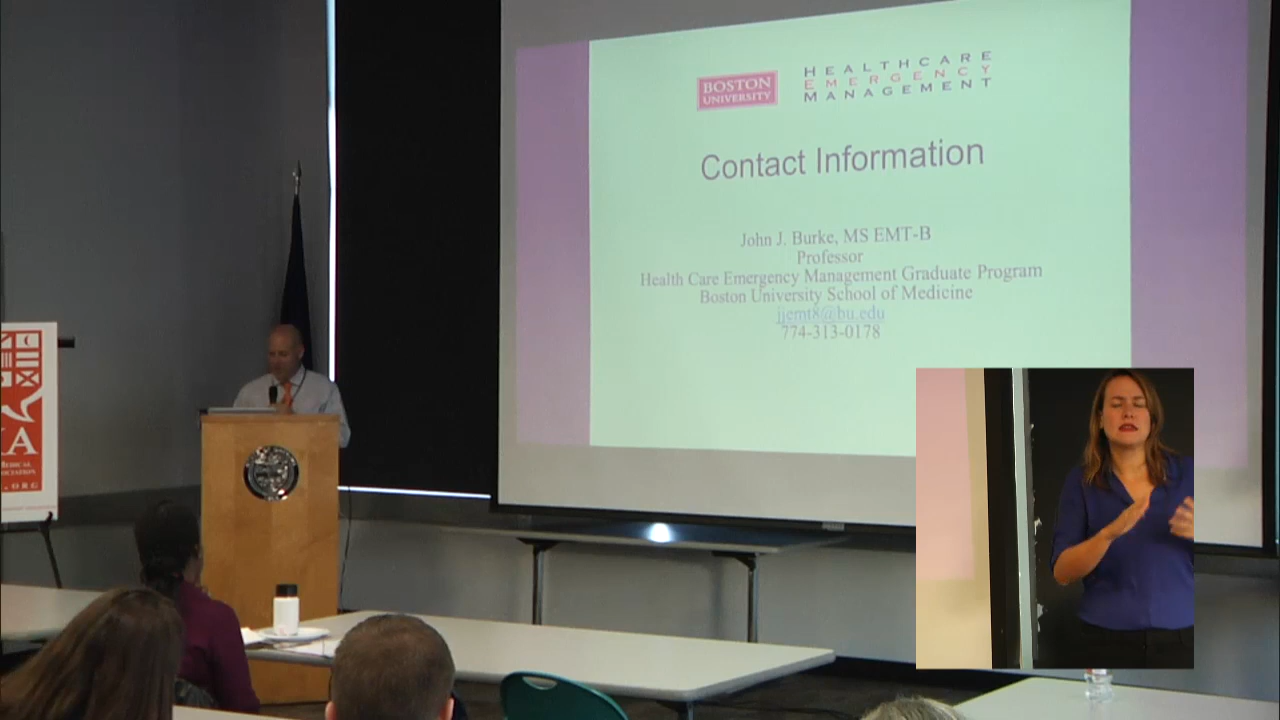 BOSTON
UNIVERSITY
HEALTHCARE
EMERGENCY
MANAGEMENT
Contact Information
John J. Burke, MS EMT-B
Professor
Health Care Emergency Management Graduate Program
Boston University School of Medicine
jjemt8@bu.edu
774-313-0178